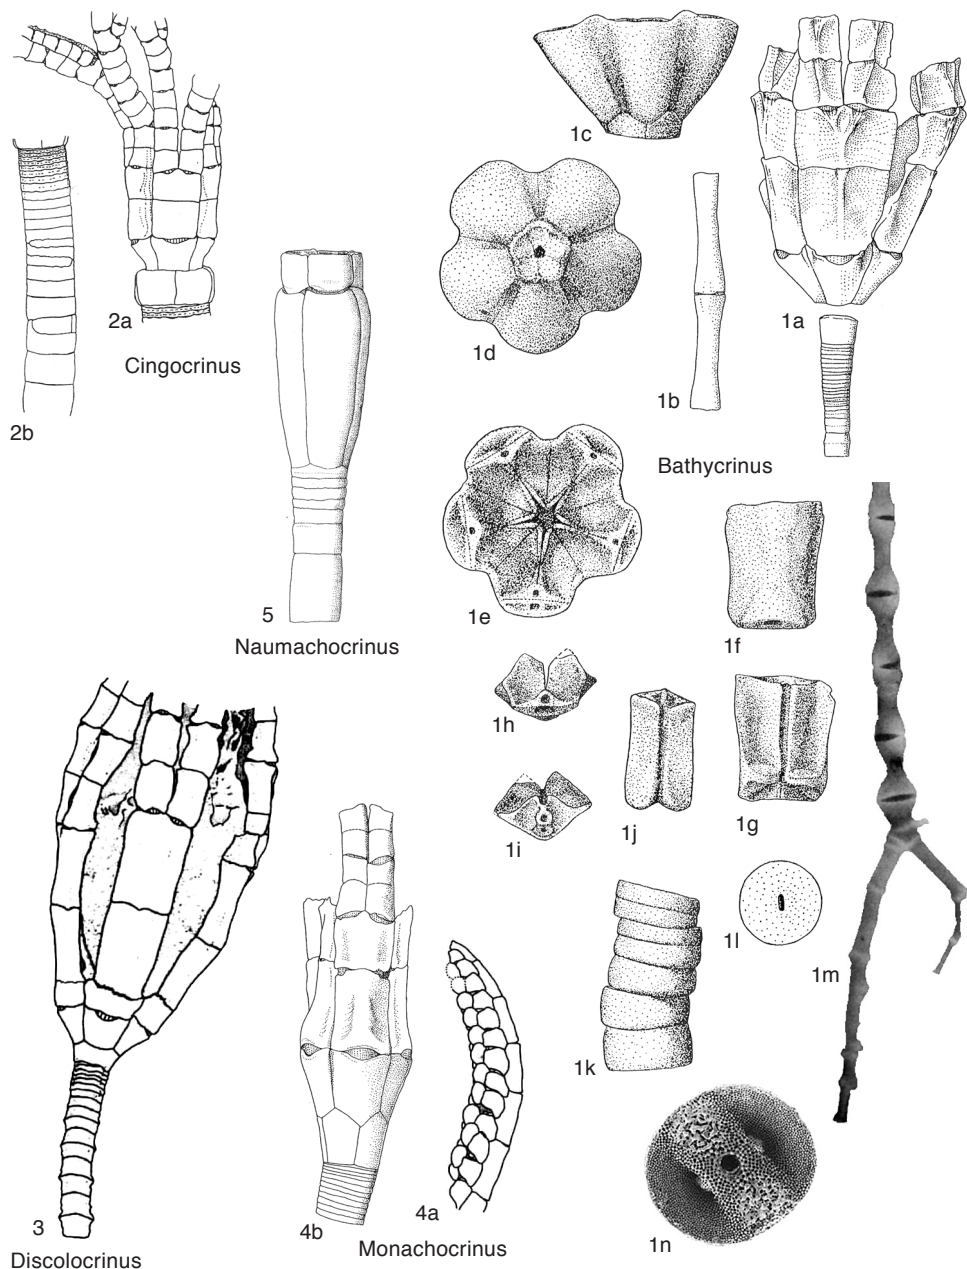 1c
1a
2a
1d
Cingocrinus
2b
1b
Bathycrinus
5
1e
1f
Naumachocrinus
1h
1i
1j
1g
1l
4a
1m
1k
3
4b
1n
Monachocrinus
Discolocrinus